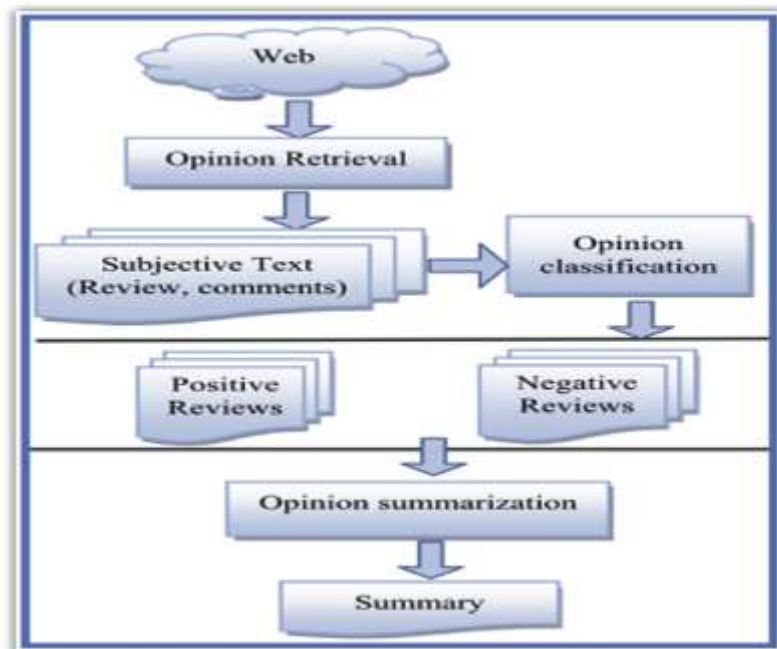 Web
Opinion Retrieval
Subjective Text
(Review, comments)
Opinion
classification
Positive
Reviews
Negative
Reviews
Opinion summarization
Summary